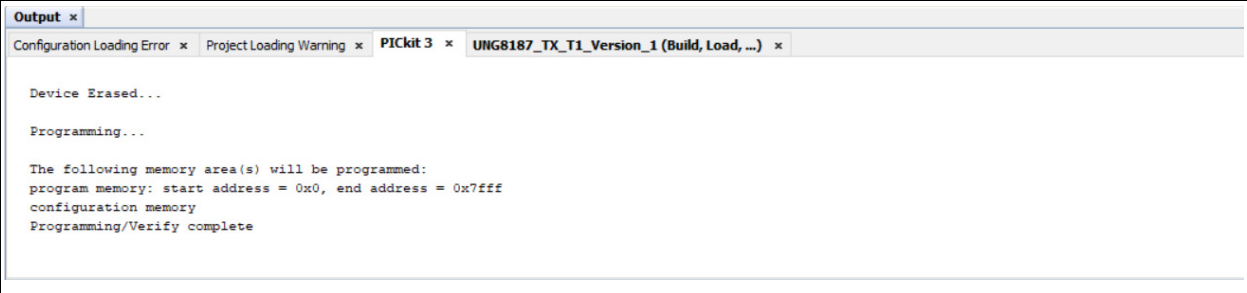 Output ×
Configuration Loading Error × Project Loading Warning × PICkit 3 × UNG8187_TX_T1_Version_1 (Build, Load, ...) ×
Device Erased...
Programming...
The following memory area(s) will be programmed:
program memory: start address = 0x0, end address = 0x7fff
configuration memory
Programming/Verify complete